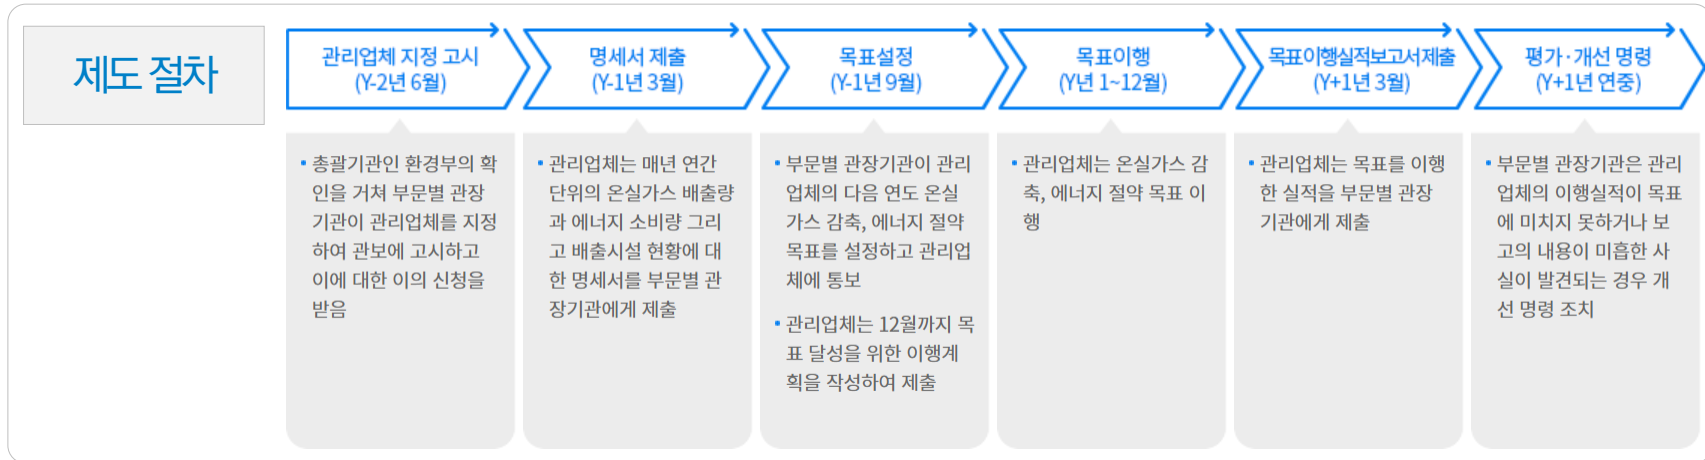 제도 절차
관리업체 지정 고시
(Y-2년 6월)
• 총괄기관인 환경부의 확
인을 거쳐 부문별 관장
기관이 관리업체를 지정
하여 관보에 고시하고
이에 대한 이의 신청을
받음
명세서 제출
(Y-1년 3월)
• 관리업체는 매년 연간
단위의 온실가스 배출량
과 에너지 소비량 그리
고 배출시설 현황에 대
한 명세서를 부문별 관
장기관에게 제출
목표설정
(Y-1년 9월)
• 부문별 관장기관이 관리
업체의 다음 연도 온실
가스 감축, 에너지 절약
목표를 설정하고 관리업
체에 통보
• 관리업체는 12월까지 목
표 달성을 위한 이행계
획을 작성하여 제출
목표이행
(Y년 1~12월)
• 관리업체는 온실가스 감
축, 에너지 절약 목표 이
행
목표이행실적보고서제출
(Y+1년 3월)
• 관리업체는 목표를 이행
한 실적을 부문별 관장
기관에게 제출
평가·개선 명령
(Y+1년 연중)
• 부문별 관장기관은 관리
업체의 이행실적이 목표
에 미치지 못하거나 보
고의 내용이 미흡한 사
실이 발견되는 경우 개
선 명령 조치